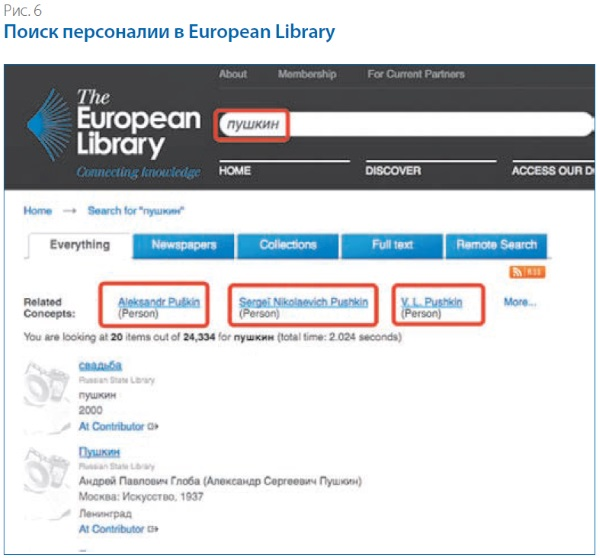 Рис. 6
Поиск персоналии в European Library
About Membership For Current Partners
The
European
Library
Connecting knowledge
пушкин
HOME DISCOVER ACCESS OUR D
Home → Search for "пушкин"
Everything Newspapers Collections Full text Remote Search
RSS
Related Concepts: Aleksandr Puškin (Person) Sergeĭ Nikolaevich Pushkin (Person) V. L. Pushkin (Person) More...
You are looking at 20 items out of 24,334 for пушкин (total time: 2.024 seconds)
свадьба
Russian State Library
пушкин
2000
At Contributor
Пушкин
Russian State Library
Андрей Павлович Глоба (Александр Сергеевич Пушкин)
Москва: Искусство, 1937
Ленинград
At Contributor